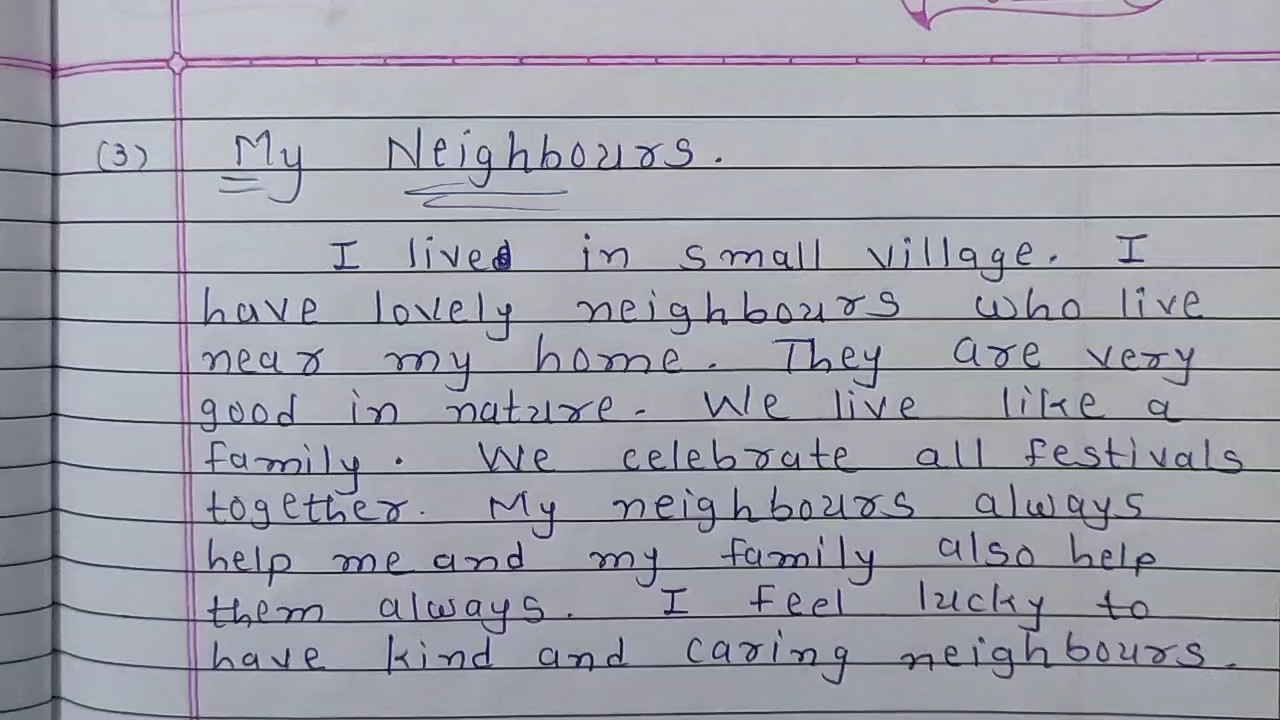 (3) My Neighbours.
I lived in small village. I
have lovely neighbours who live
near my home. They are very
good in nature. We live like a
family. We celebrate all festivals
together. My neighbours always
help me and my family also help
them always. I feel lucky to
have kind and caring neighbours.